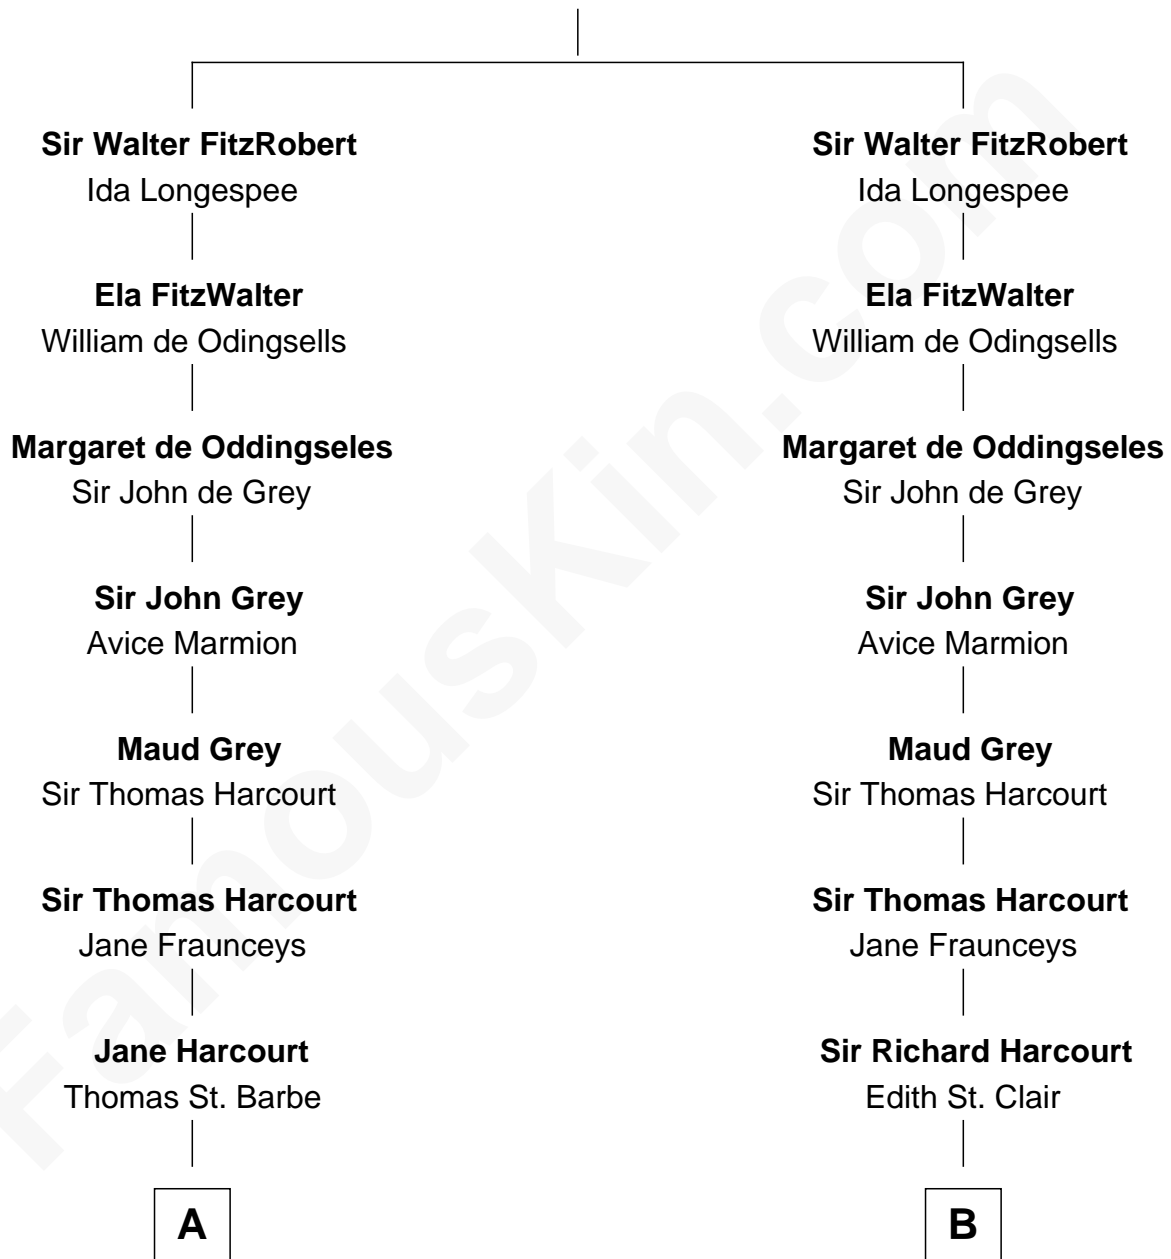 Sir Walter FitzRobert
Ida Longespee
Ela FitzWalter
William de Odingsells
Margaret de Oddingseles
Sir John de Grey
Sir John Grey
Avice Marmion
Maud Grey
Sir Thomas Harcourt
Sir Thomas Harcourt
Jane Fraunceys
Jane Harcourt
Thomas St. Barbe
A
Sir Walter FitzRobert
Ida Longespee
Ela FitzWalter
William de Odingsells
Margaret de Oddingseles
Sir John de Grey
Sir John Grey
Avice Marmion
Maud Grey
Sir Thomas Harcourt
Sir Thomas Harcourt
Jane Fraunceys
Sir Richard Harcourt
Edith St. Clair
B
FamousKin.com